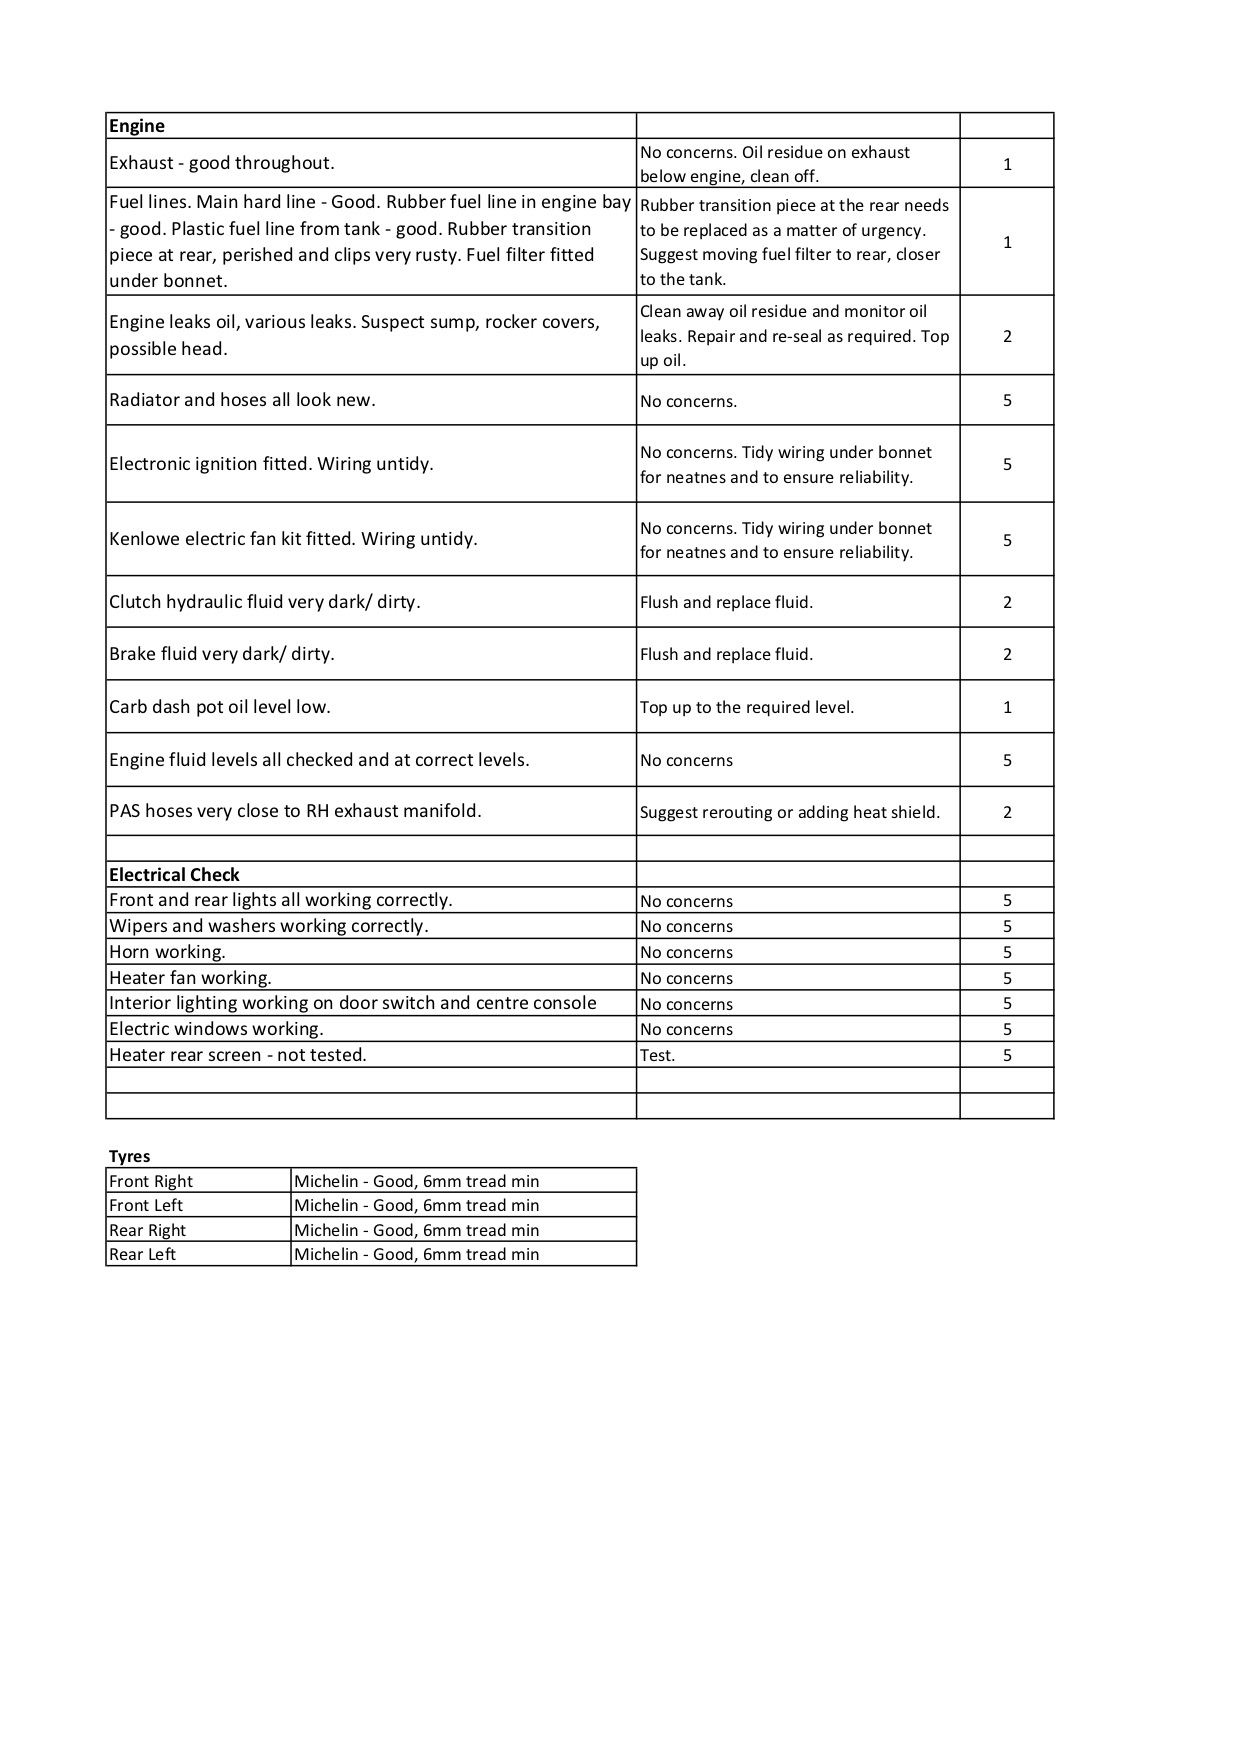 Engine
Exhaust - good throughout.
No concerns. Oil residue on exhaust
below engine, clean off.
1
Fuel lines. Main hard line - Good. Rubber fuel line in engine bay
- good. Plastic fuel line from tank - good. Rubber transition
piece at rear, perished and clips very rusty. Fuel filter fitted
under bonnet.
Rubber transition piece at the rear needs
to be replaced as a matter of urgency.
Suggest moving fuel filter to rear, closer
to the tank.
1
Engine leaks oil, various leaks. Suspect sump, rocker covers,
possible head.
Clean away oil residue and monitor oil
leaks. Repair and re-seal as required. Top
up oil.
2
Radiator and hoses all look new.
No concerns.
5
Electronic ignition fitted. Wiring untidy.
No concerns. Tidy wiring under bonnet
for neatnes and to ensure reliability.
5
Kenlowe electric fan kit fitted. Wiring untidy.
No concerns. Tidy wiring under bonnet
for neatnes and to ensure reliability.
5
Clutch hydraulic fluid very dark/ dirty.
Flush and replace fluid.
2
Brake fluid very dark/ dirty.
Flush and replace fluid.
2
Carb dash pot oil level low.
Top up to the required level.
1
Engine fluid levels all checked and at correct levels.
No concerns
5
PAS hoses very close to RH exhaust manifold.
Suggest rerouting or adding heat shield.
2
Electrical Check
Front and rear lights all working correctly.
No concerns
5
Wipers and washers working correctly.
No concerns
5
Horn working.
No concerns
5
Heater fan working.
No concerns
5
Interior lighting working on door switch and centre console
No concerns
5
Electric windows working.
No concerns
5
Heater rear screen - not tested.
Test.
5
Tyres
Front Right
Michelin - Good, 6mm tread min
Front Left
Michelin - Good, 6mm tread min
Rear Right
Michelin - Good, 6mm tread min
Rear Left
Michelin - Good, 6mm tread min